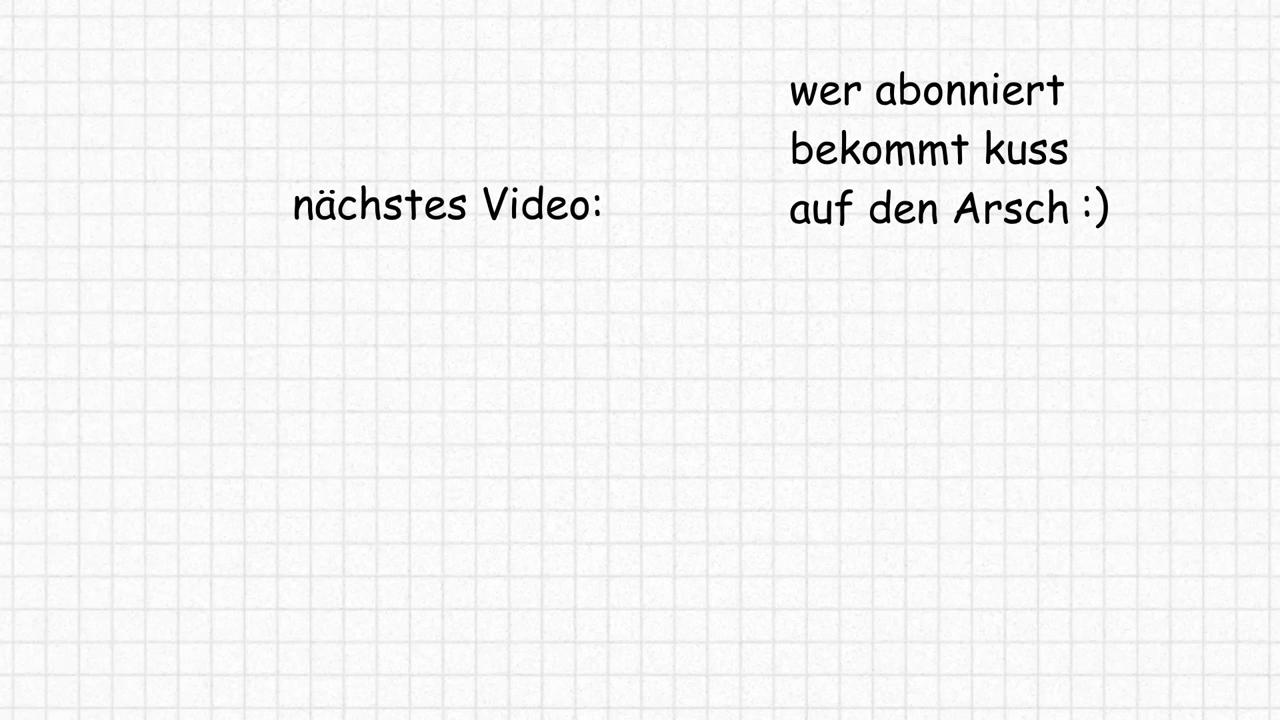 nächstes Video:
wer abonniert
bekommt kuss
auf den Arsch :)